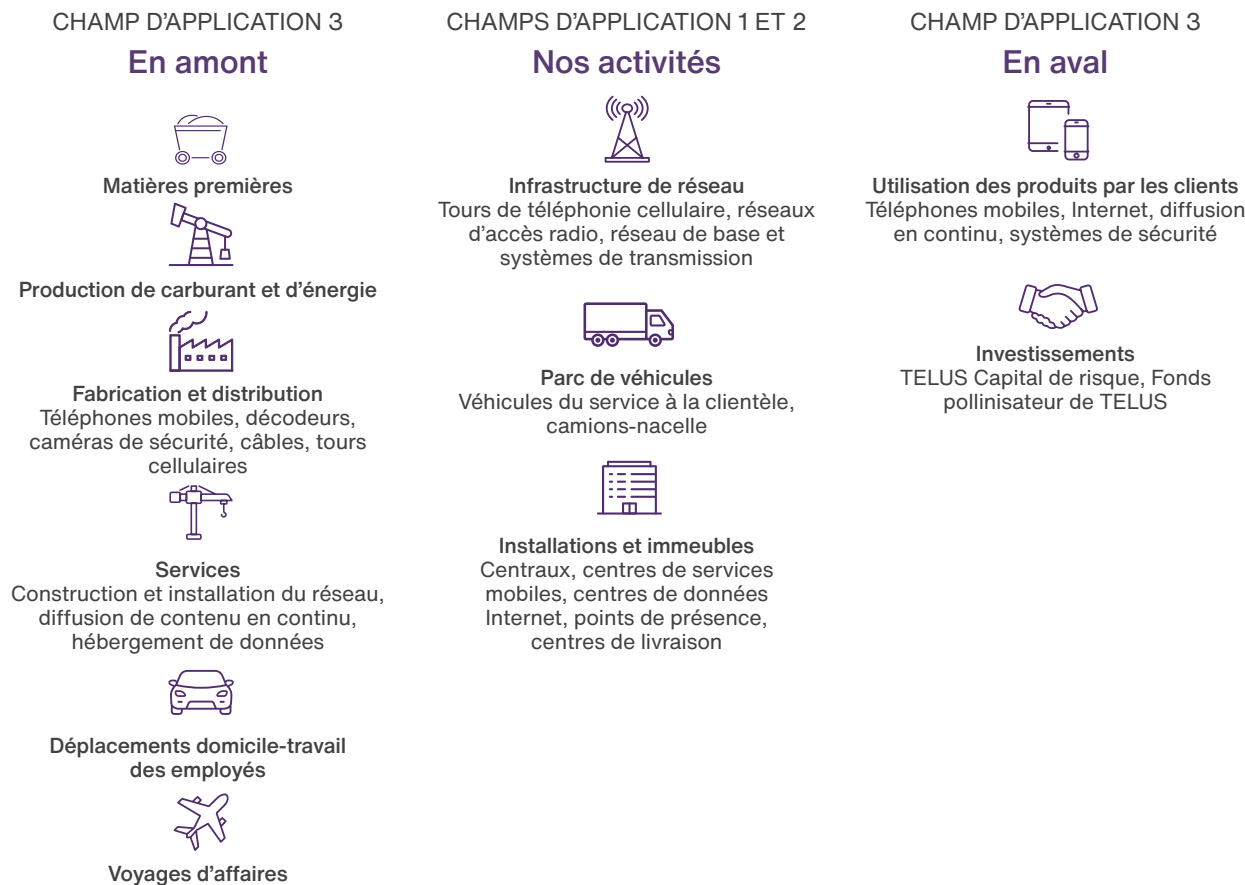 CHAMP D'APPLICATION 3
En amont
Matières premières
Production de carburant et d'énergie
Fabrication et distribution
Téléphones mobiles, décodeurs,
caméras de sécurité, câbles, tours
cellulaires
Services
Construction et installation du réseau,
diffusion de contenu en continu,
hébergement de données
Déplacements domicile-travail
des employés
Voyages d'affaires
CHAMPS D'APPLICATION 1 ET 2
Nos activités
Infrastructure de réseau
Tours de téléphonie cellulaire, réseaux
d'accès radio, réseau de base et
systèmes de transmission
Parc de véhicules
Véhicules du service à la clientèle,
camions-nacelle
Installations et immeubles
Centraux, centres de services
mobiles, centres de données
Internet, points de présence,
centres de livraison
CHAMP D'APPLICATION 3
En aval
Utilisation des produits par les clients
Téléphones mobiles, Internet, diffusion
en continu, systèmes de sécurité
Investissements
TELUS Capital de risque, Fonds
pollinisateur de TELUS